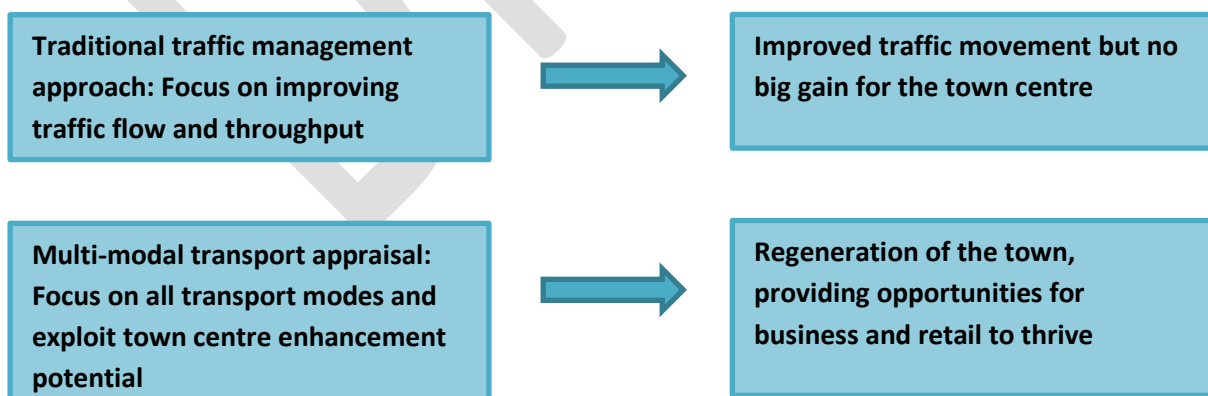 Traditional traffic management
approach: Focus on improving
traffic flow and throughput
Improved traffic movement but no
big gain for the town centre
Multi-modal transport appraisal:
Focus on all transport modes and
exploit town centre enhancement
potential
Regeneration of the town,
providing opportunities for
business and retail to thrive